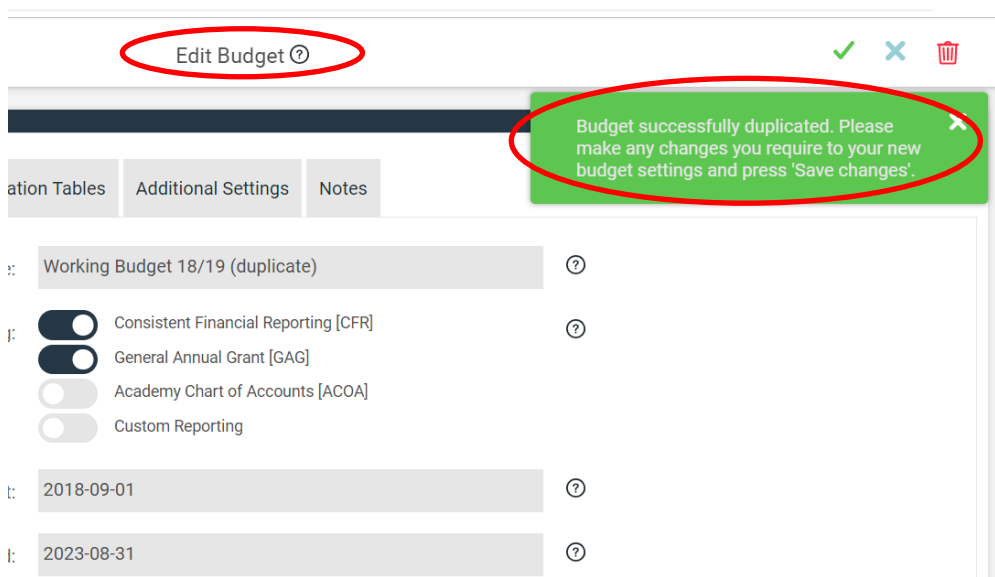 Edit Budget
Budget successfully duplicated. Please
make any changes you require to your new
budget settings and press 'Save changes'.
Tables
Additional Settings
Notes
Working Budget 18/19 (duplicate)
Consistent Financial Reporting [CFR]
General Annual Grant [GAG]
Academy Chart of Accounts [ACOA]
Custom Reporting
2018-09-01
2023-08-31